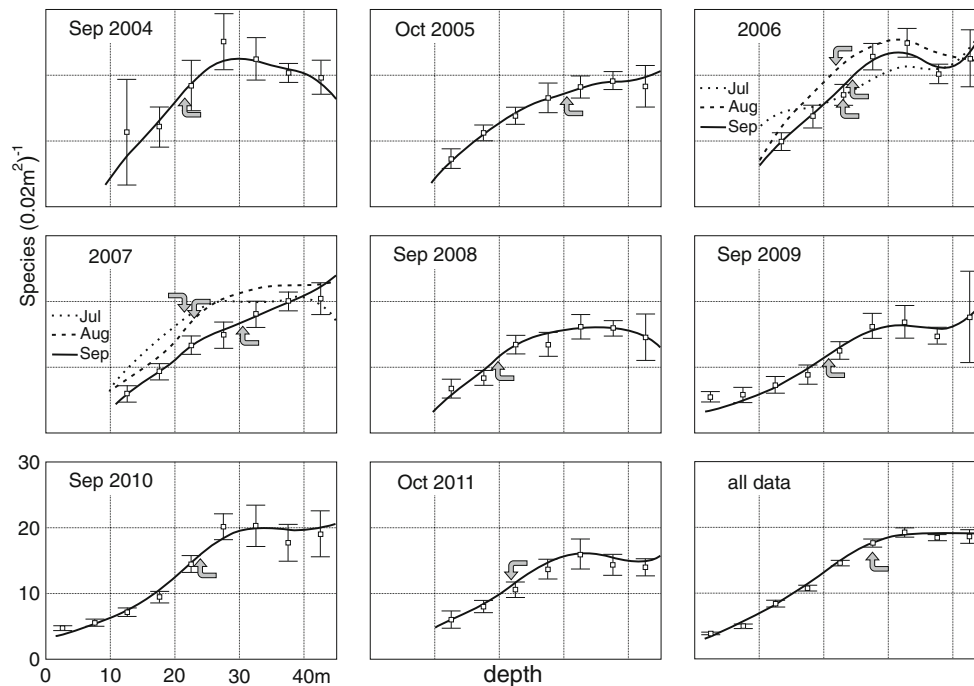 Sep 2004
Oct 2005
2006
Jul
Aug
Sep
Species (0.02m²)⁻¹
2007
Jul
Aug
Sep
Sep 2008
Sep 2009
30
20
10
0
Sep 2010
Oct 2011
all data
0 10 20 30 40m
depth